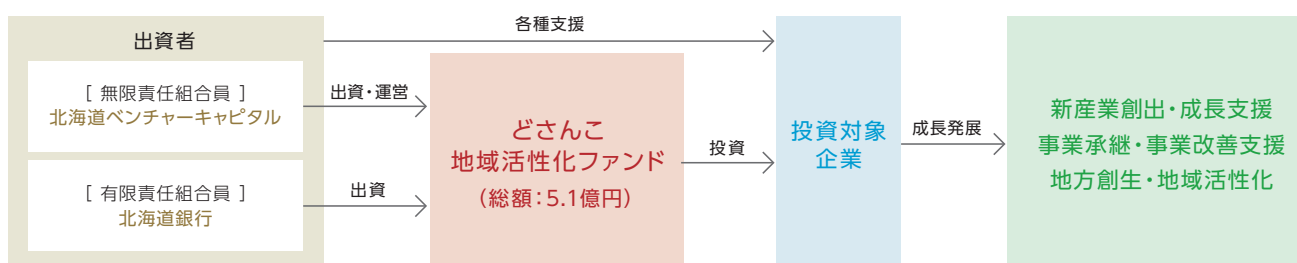 出資者
[ 無限責任組合員 ]
北海道ベンチャーキャピタル
[ 有限責任組合員 ]
北海道銀行
各種支援
出資・運営
出資
どさんこ
地域活性化ファンド
（総額：5.1億円）
投資
投資対象
企業
成長発展
新産業創出・成長支援
事業承継・事業改善支援
地方創生・地域活性化